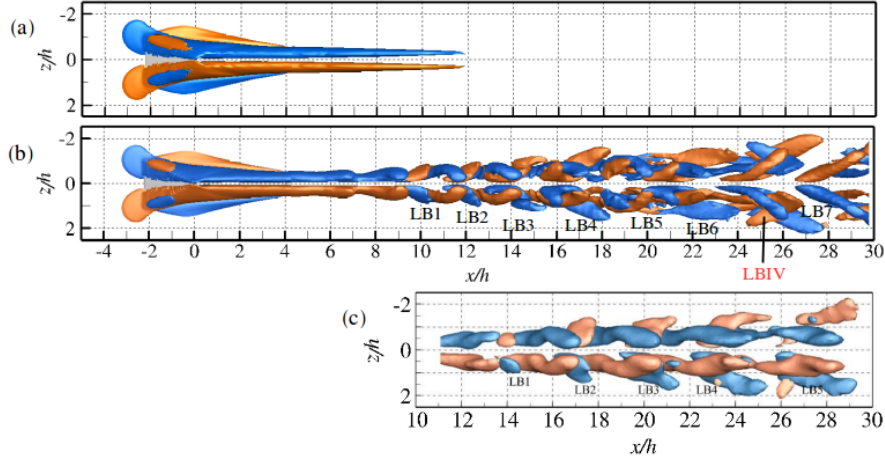 (a)
z/h
-2
0
2
(b)
z/h
-2
0
2
LB1
LB2
LB3
LB4
LB5
LB6
LB7
-4 -2 0 2 4 6 8 10 12 14 16 18 20 22 24 26 28 30
x/h
LBIV
(c)
z/h
-2
0
2
LB1
LB2
LB3
LB4
LB5
10 12 14 16 18 20 22 24 26 28 30
x/h